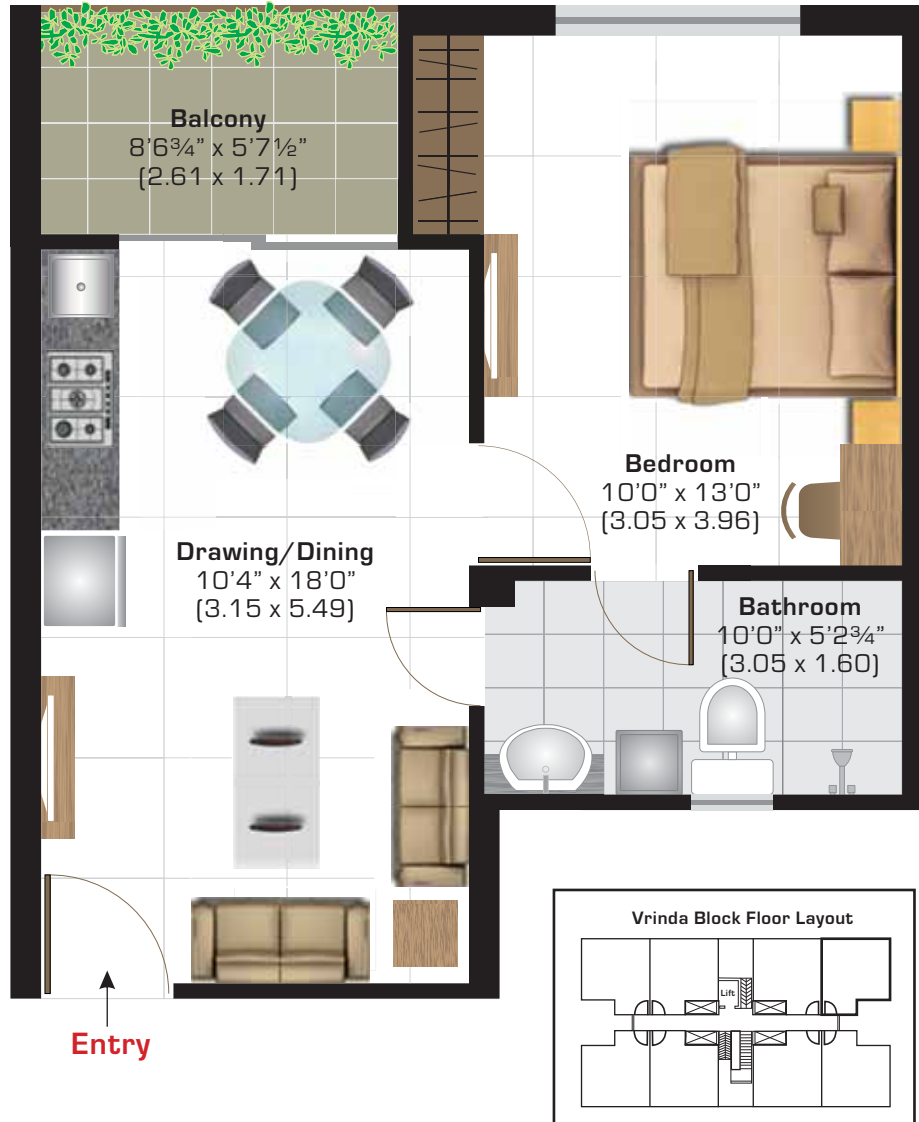 Balcony
8’6¾” x 5’7½”
(2.61 x 1.71)
Bedroom
10’0” x 13’0”
(3.05 x 3.96)
Drawing/Dining
10’4” x 18’0”
(3.15 x 5.49)
Bathroom
10’0” x 5’2¾”
(3.05 x 1.60)
Entry
Vrinda Block Floor Layout
Lift